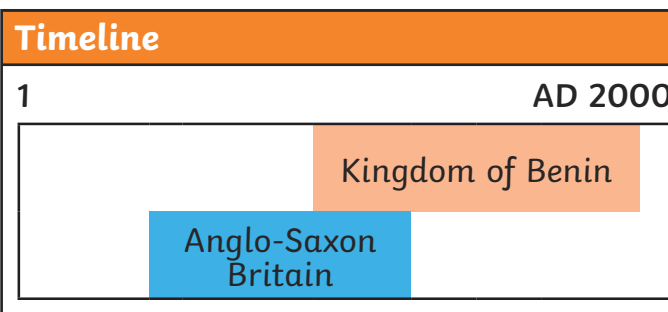 Timeline
1 AD 2000
Kingdom of Benin
Anglo-Saxon
Britain